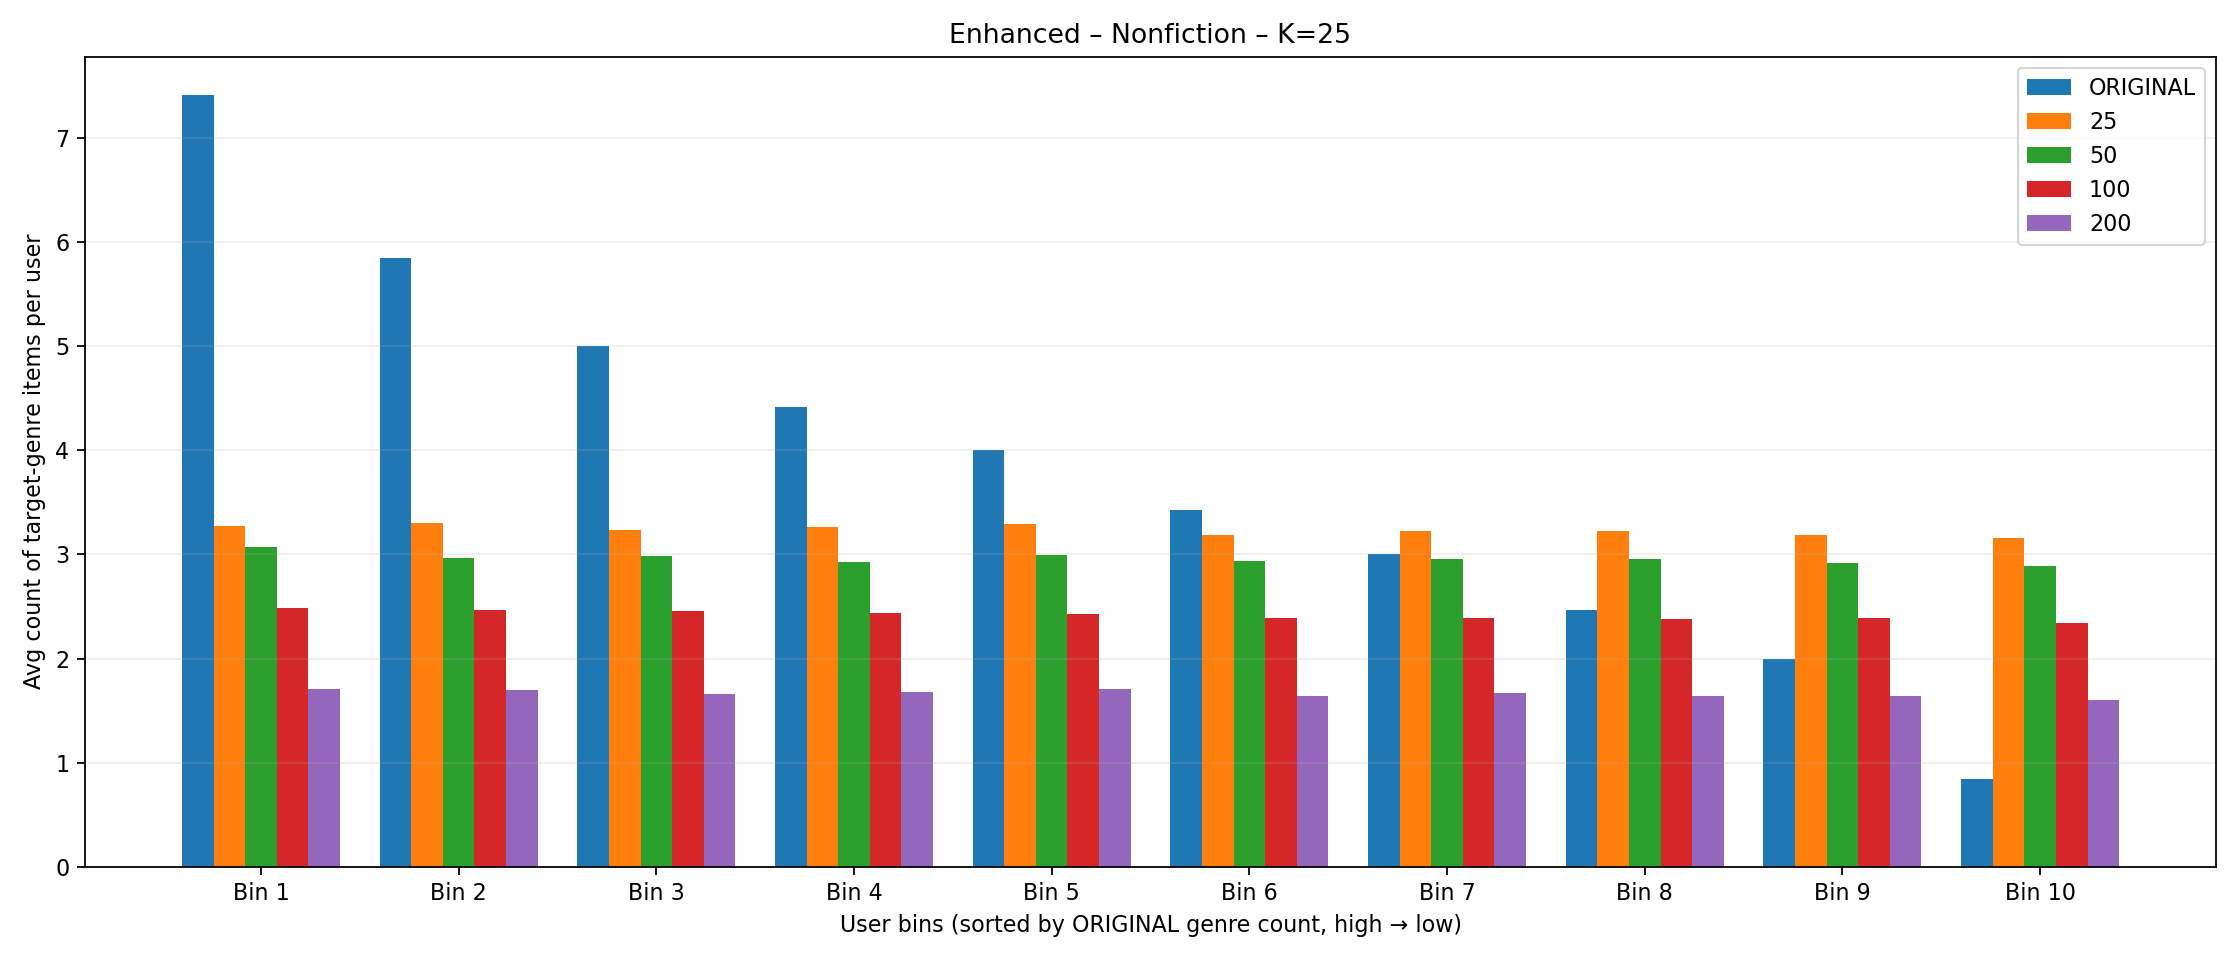 Enhanced – Nonfiction – K=25
ORIGINAL
25
50
100
200
Avg count of target-genre items per user
7
6
5
4
3
2
1
0
Bin 1 Bin 2 Bin 3 Bin 4 Bin 5 Bin 6 Bin 7 Bin 8 Bin 9 Bin 10
User bins (sorted by ORIGINAL genre count, high → low)